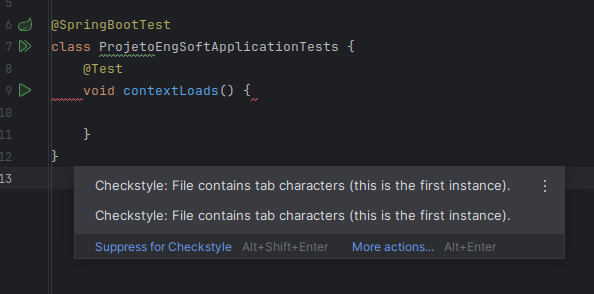 5
6 @SpringBootTest
7 class ProjetoEngSoftApplicationTests {
8 @Test
9 void contextLoads() {
10
11 }
12 }
13
Checkstyle: File contains tab characters (this is the first instance).
Checkstyle: File contains tab characters (this is the first instance).
Suppress for Checkstyle Alt+Shift+Enter More actions... Alt+Enter